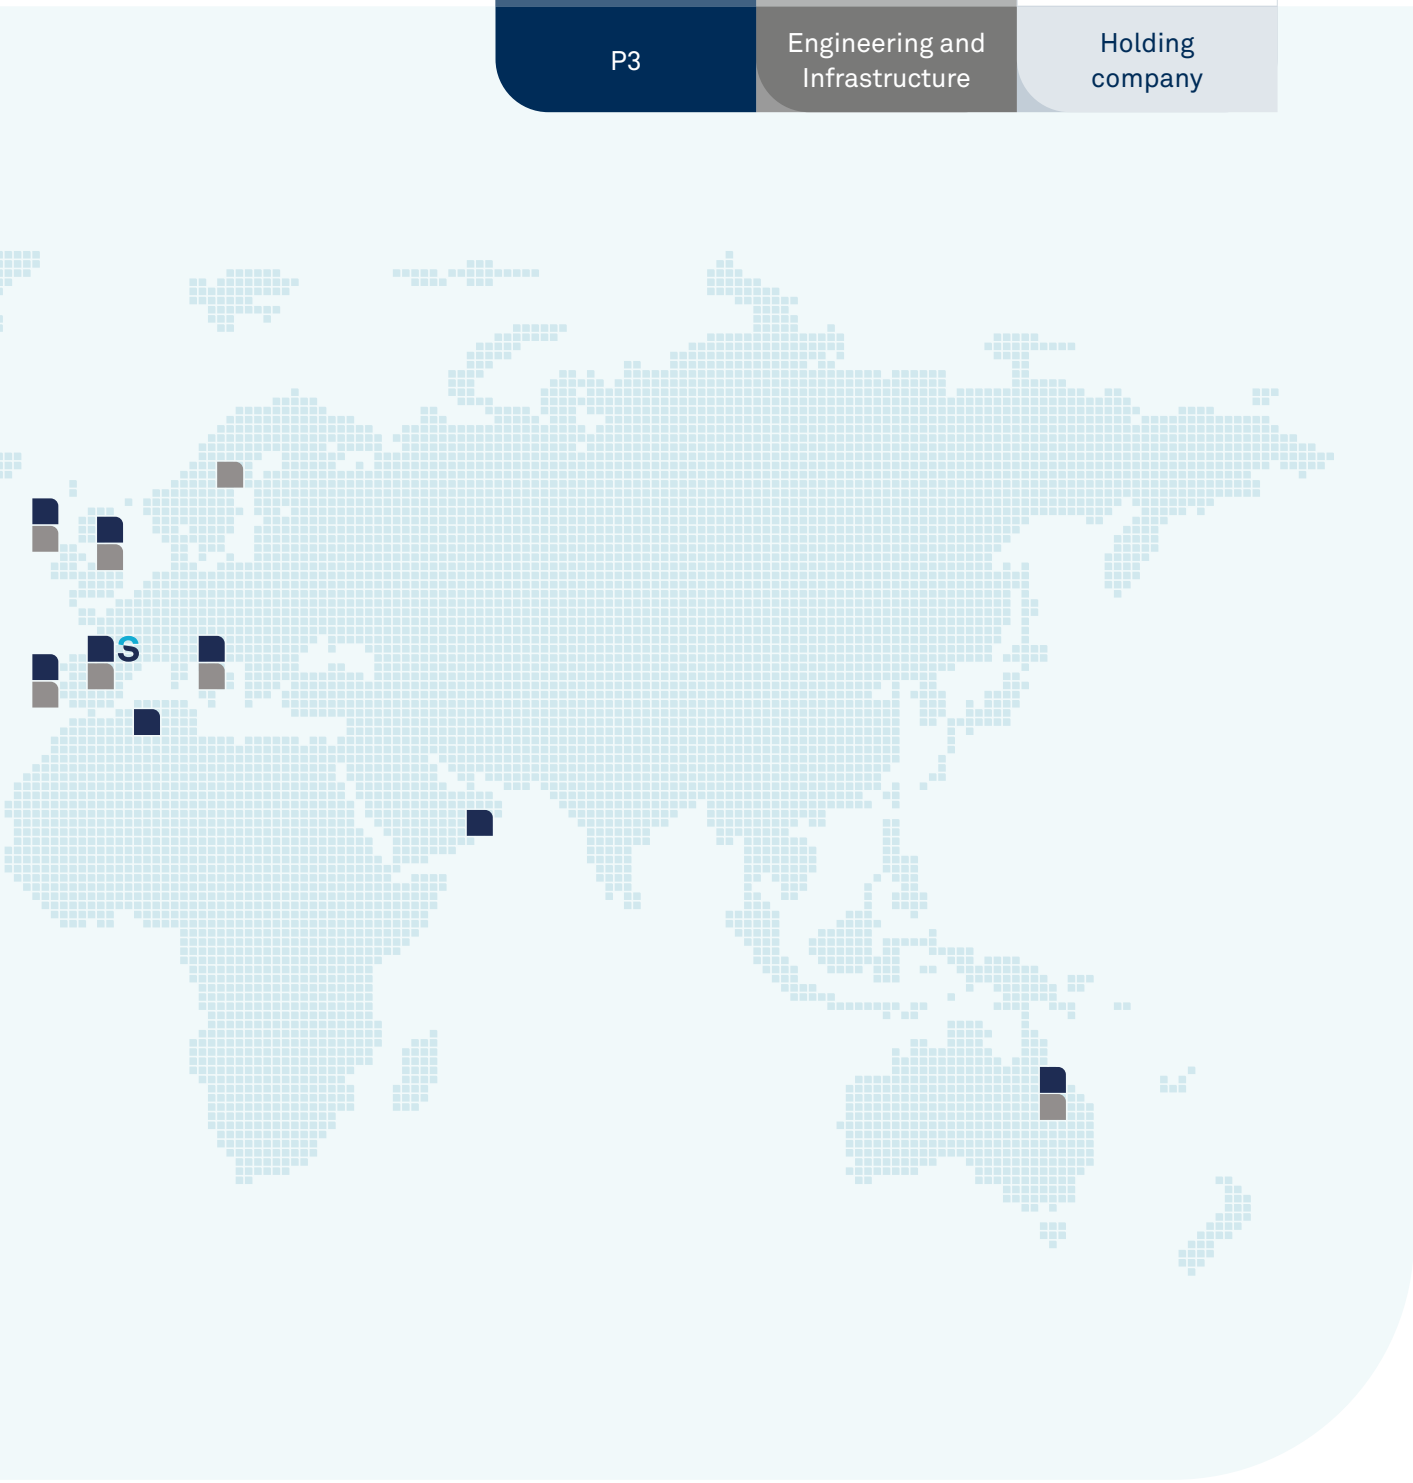 P3
Engineering and
Infrastructure
Holding
company
S